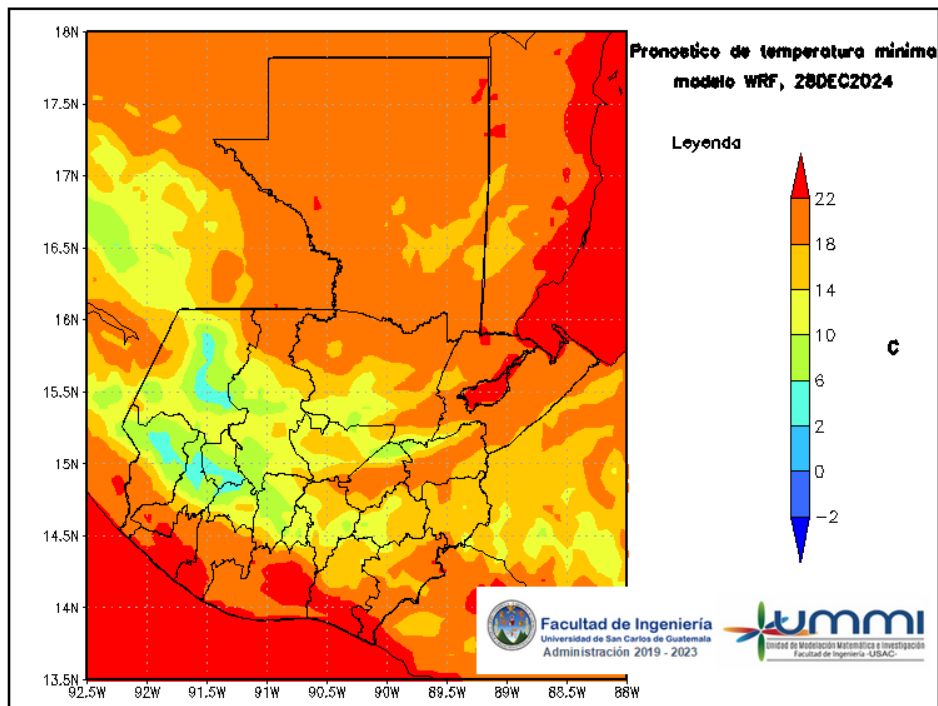 18N
17.5N
17N
16.5N
16N
15.5N
15N
14.5N
14N
13.5N
92.5W
92W
91.5W
91W
90.5W
90W
89.5W
89W
88.5W
88W
Pronostico de temperatura minima
modelo WRF, 28DEC2024
Leyenda
22
18
14
10
6
2
0
−2
C
Facultad de Ingeniería
Universidad de San Carlos de Guatemala
Administración 2019 - 2023
ummi
Unidad de Modelación Matemática e Investigación
Facultad de Ingeniería -USAC-